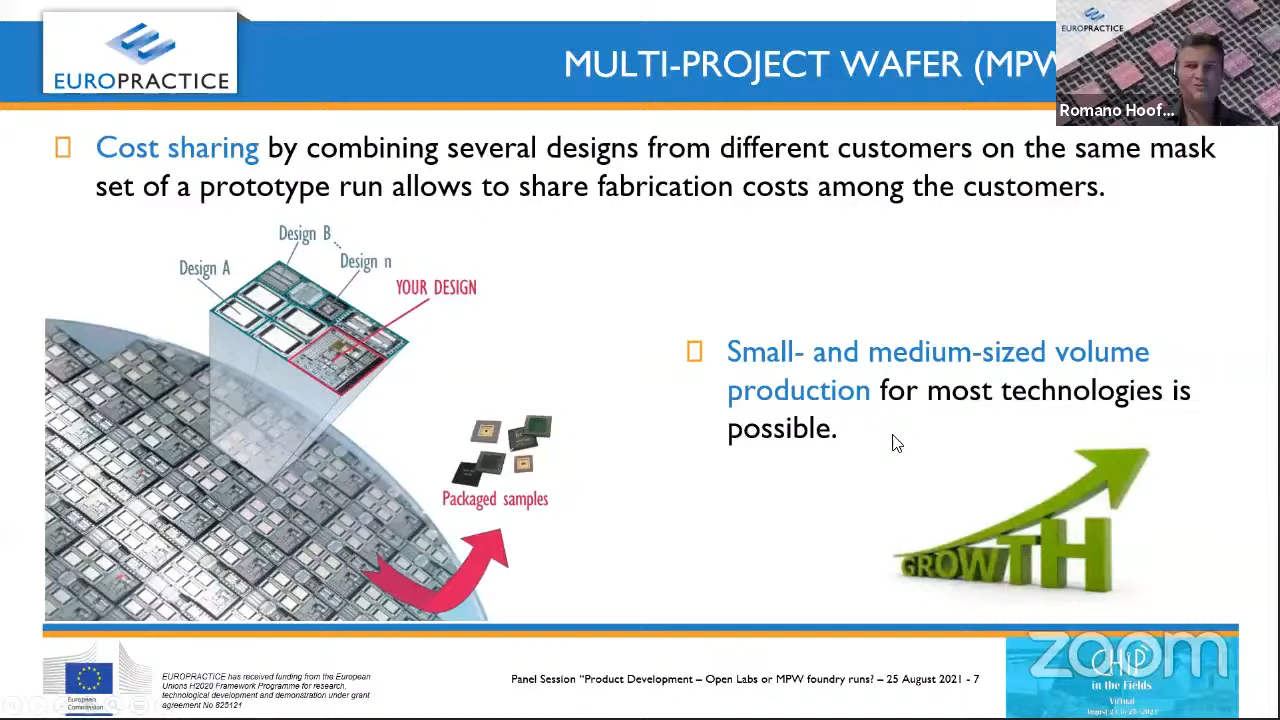 EUROPRACTICE
MULTI-PROJECT WAFER (MPW
EUROPRACTICE
Romano Hoof...
Cost sharing by combining several designs from different customers on the same mask
set of a prototype run allows to share fabrication costs among the customers.
Design B
Design A
Design n
YOUR DESIGN
Small- and medium-sized volume
production for most technologies is
possible.
Packaged samples
GROWTH
European
Commission
EUROPRACTICE has received funding from the European
Unions H2020 Framework Programme for research,
technological development and demonstration under grant
agreement No 825121
Panel Session "Product Development – Open Labs or MPW foundry runs? – 25 August 2021 - 7
zoom
CHiP
in the Fields
Virtual